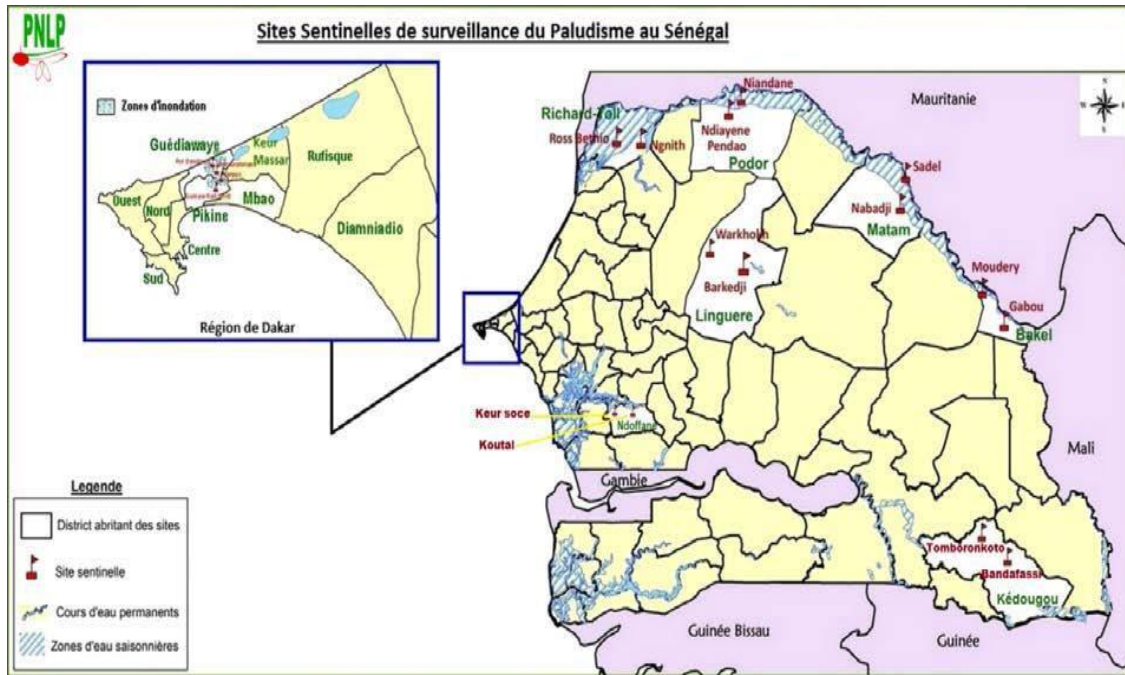 PNLP
Sites Sentinelles de surveillance du Paludisme au Sénégal
Zones d'inondation
Guédiawaye
Keur
Massar
Rufisque
Ouest
Nord
Pikine
Mbao
Centre
Sud
Diamniadio
Région de Dakar
Niandane
Mauritanie
Richard-Toll
Ross Bethio
Ngnith
Ndiayene
Pendao
Podor
Sadel
Nabadji
Matam
Warkhokh
Barkedji
Linguere
Moudery
Gabou
Bakel
Keur soce
Ndoffane
Koutal
Mali
Gambie
Tomboronkoto
Bandafassi
Kédougou
Guinée Bissau
Guinée
Legende
District abritant des sites
Site sentinelle
Cours d'eau permanents
Zones d'eau saisonnières